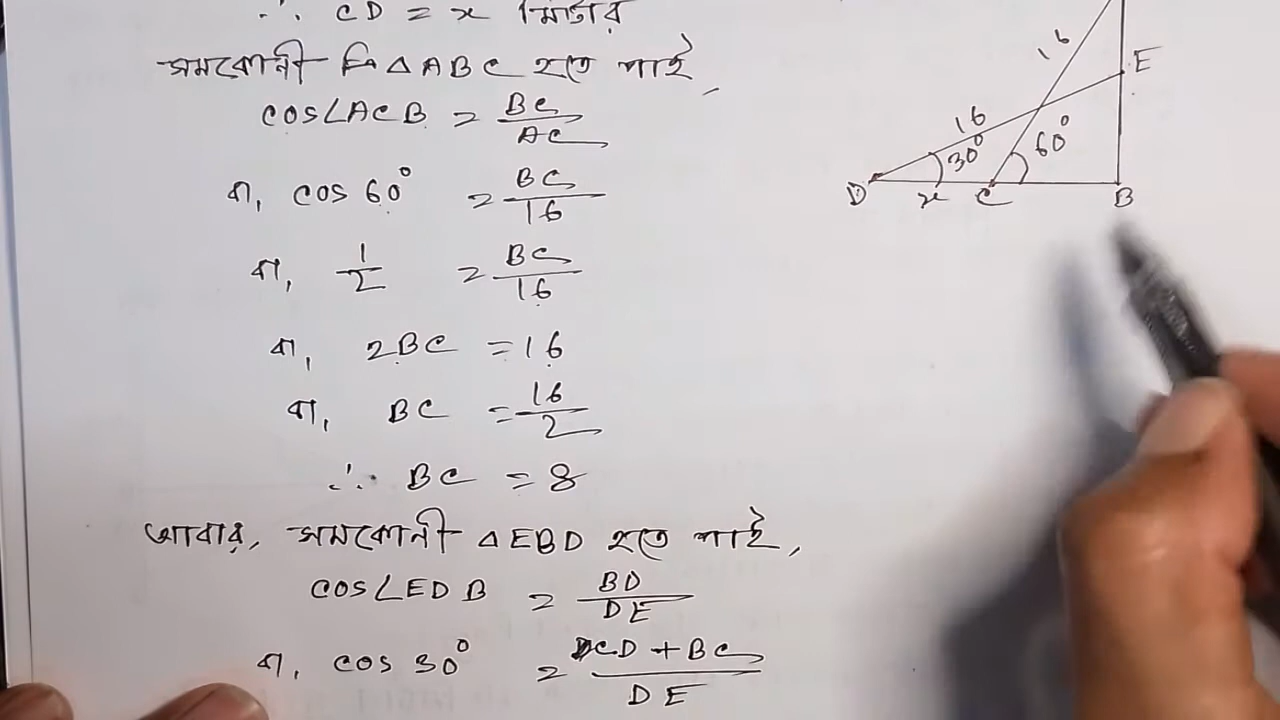 ∴ CD = x মিটার
সমকোনী ত্রি △ABC হতে পাই,
cos∠ACB = BC/AC
বা, cos 60° = BC/16
বা, 1/2 = BC/16
বা, 2BC = 16
বা, BC = 16/2
∴ BC = 8
আবার, সমকোনী △EBD হতে পাই,
cos∠EDB = BD/DE
বা, cos 30° = CD + BC/DE
16
E
16
30°
60°
D
x
C
B